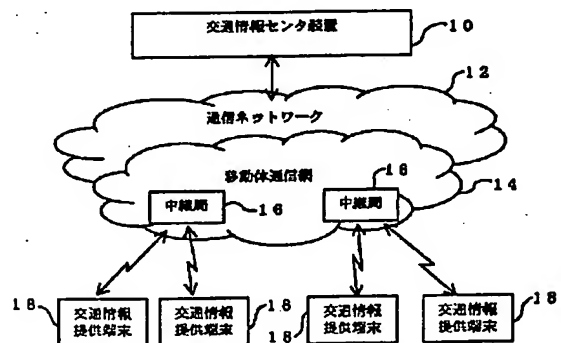 交通情報センタ装置
10
12
通信ネットワーク
移動体通信網
16
14
中継局
16
中継局
18
交通情報
提供端末
交通情報
提供端末
18
18
交通情報
提供端末
交通情報
提供端末
18